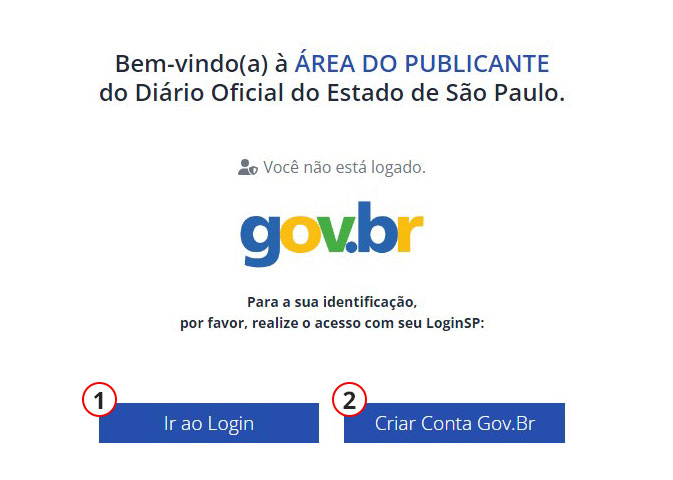 Bem-vindo(a) à ÁREA DO PUBLICANTE
do Diário Oficial do Estado de São Paulo.
Você não está logado.
gov.br
Para a sua identificação,
por favor, realize o acesso com seu LoginSP:
1
2
Ir ao Login
Criar Conta Gov.Br